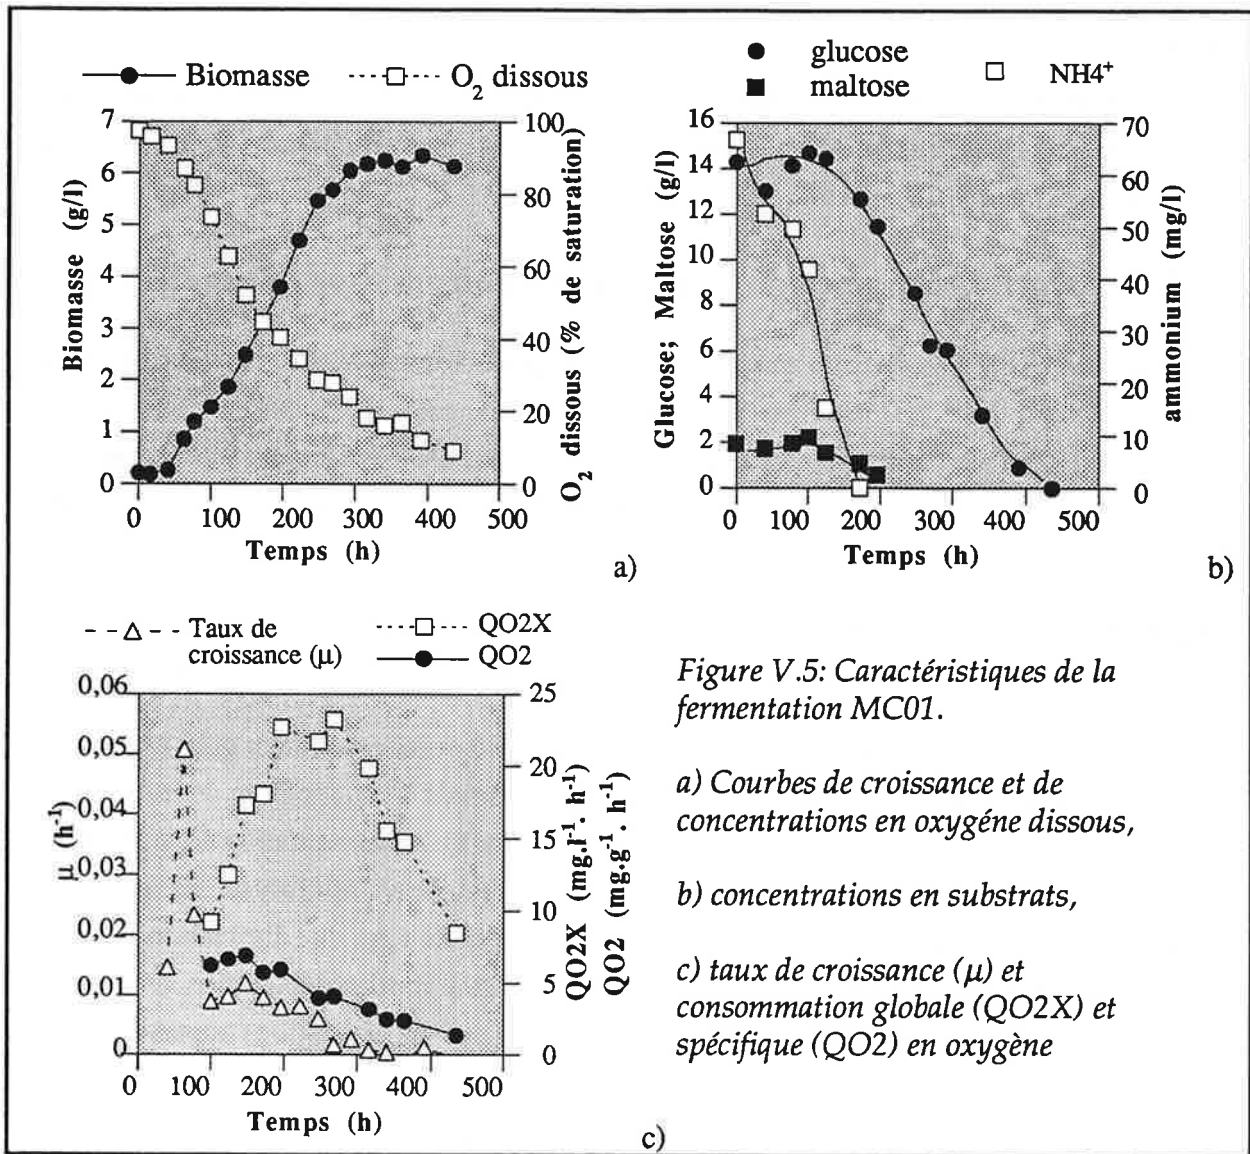 Biomasse
O2 dissous
7
6
5
4
3
2
1
0
Biomasse (g/l)
100
80
60
40
20
0
O2 dissous (% de saturation)
0 100 200 300 400 500
Temps (h)
a)
glucose
maltose
NH4+
16
14
12
10
8
6
4
2
0
Glucose; Maltose (g/l)
70
60
50
40
30
20
10
0
ammonium (mg/l)
0 100 200 300 400 500
Temps (h)
b)
Taux de
croissance (μ)
QO2X
QO2
0,06
0,05
0,04
0,03
0,02
0,01
0
μ (h-1)
25
20
15
10
5
0
QO2X (mg.l-1. h-1)
QO2 (mg.g-1. h-1)
0 100 200 300 400 500
Temps (h)
c)
Figure V.5: Caractéristiques de la
fermentation MC01.
a) Courbes de croissance et de
concentrations en oxygéne dissous,
b) concentrations en substrats,
c) taux de croissance (μ) et
consommation globale (QO2X) et
spécifique (QO2) en oxygène